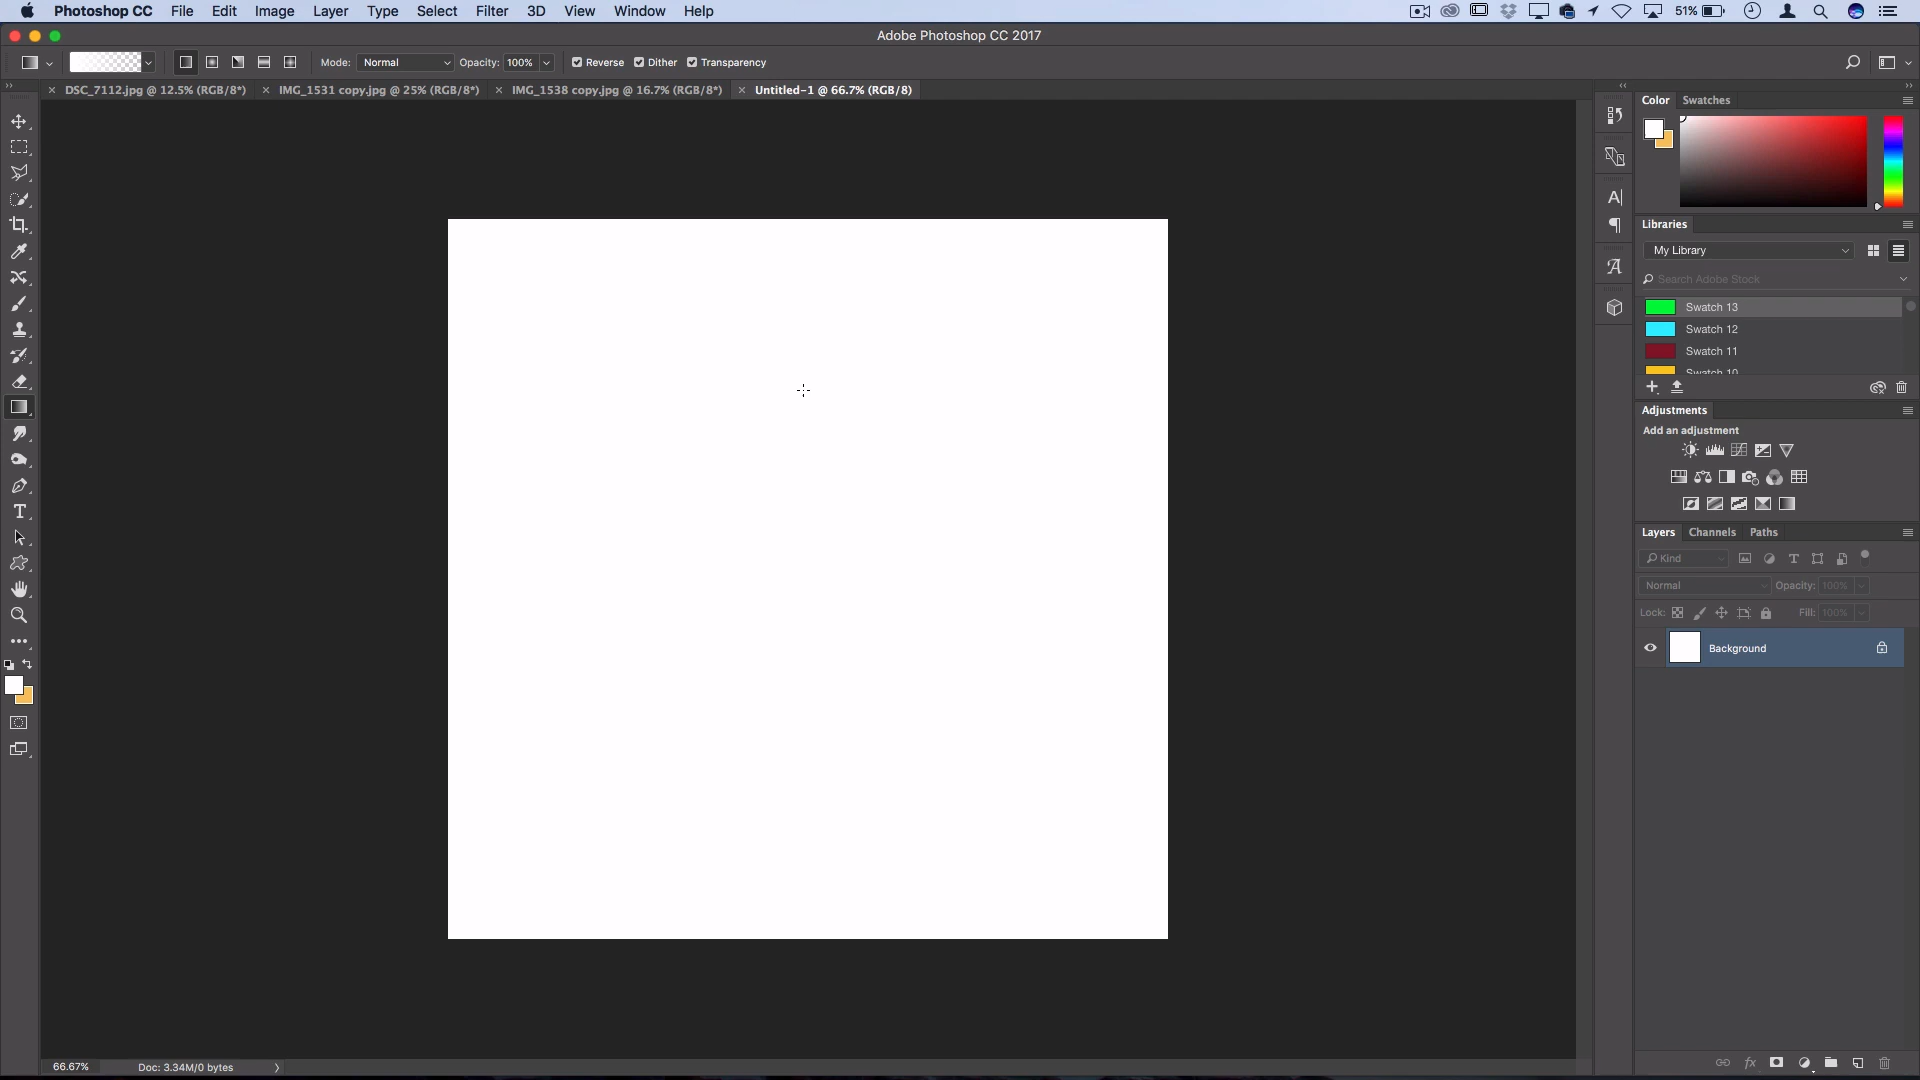 Photoshop CC File Edit Image Layer Type Select Filter 3D View Window Help 51%
Adobe Photoshop CC 2017
Mode: Normal Opacity: 100% Reverse Dither Transparency
DSC_7112.jpg @ 12.5% (RGB/8*) IMG_1531 copy.jpg @ 25% (RGB/8*) IMG_1538 copy.jpg @ 16.7% (RGB/8*) Untitled-1 @ 66.7% (RGB/8)
Color Swatches
Libraries
My Library
Search Adobe Stock
Swatch 13
Swatch 12
Swatch 11
Swatch 10
Adjustments
Add an adjustment
Layers Channels Paths
Kind
Normal Opacity: 100%
Lock: Fill: 100%
Background
66.67% Doc: 3.34M/0 bytes